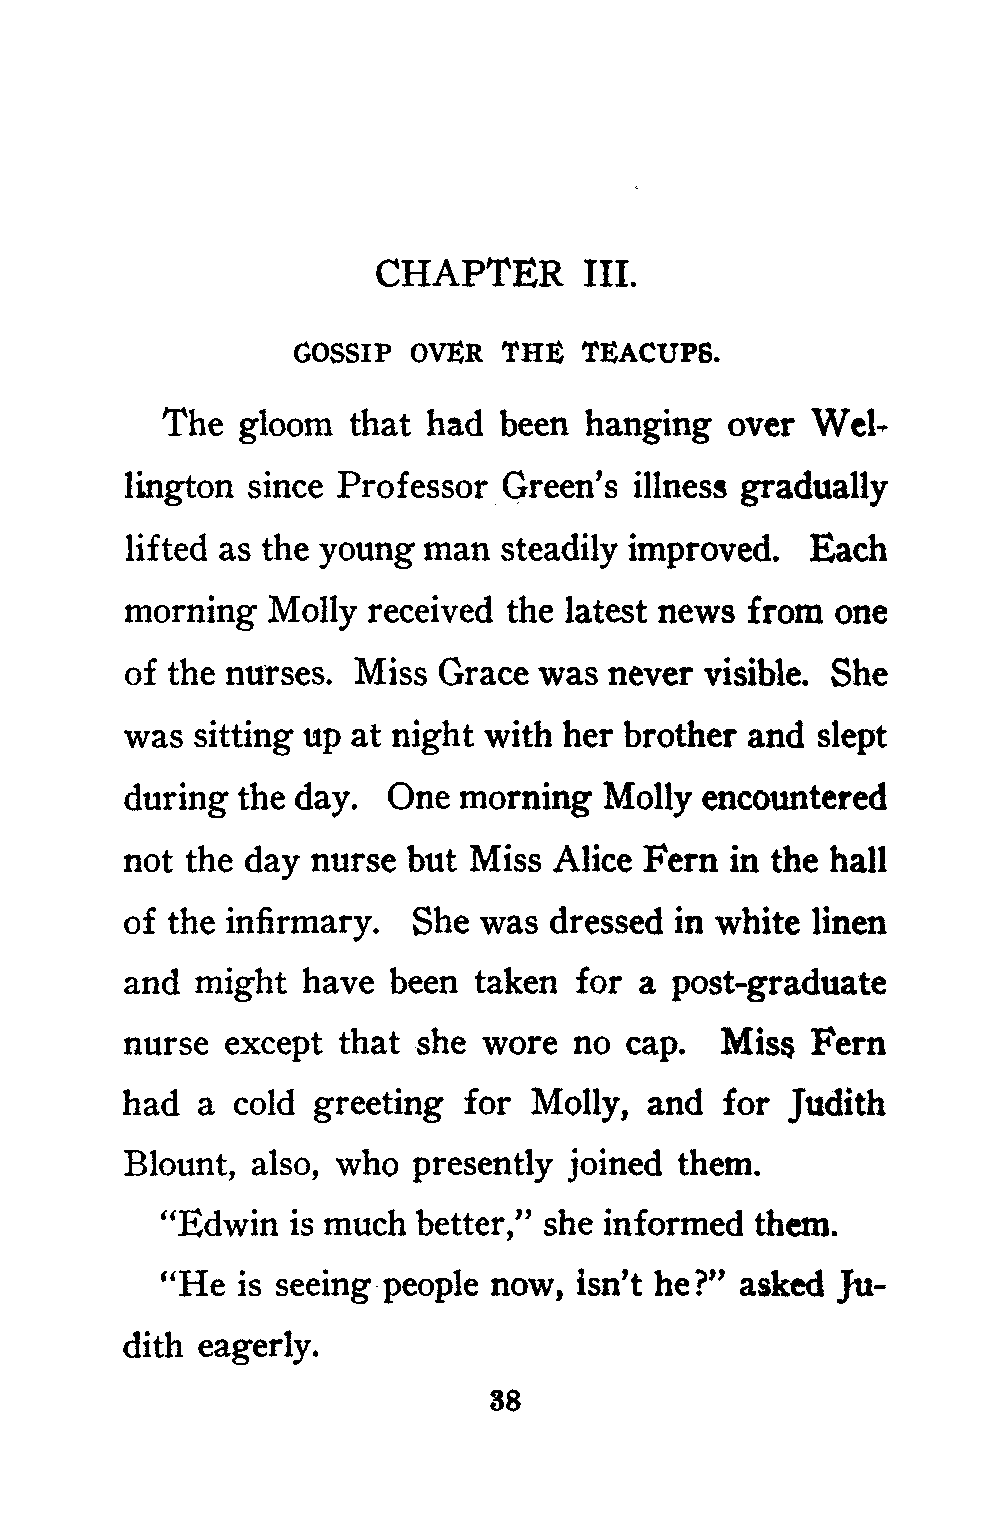 CHAPTER III.
GOSSIP OVER THE TEACUPS.
The gloom that had been hanging over Wel-
lington since Professor Green's illness gradually
lifted as the young man steadily improved. Each
morning Molly received the latest news from one
of the nurses. Miss Grace was never visible. She
was sitting up at night with her brother and slept
during the day. One morning Molly encountered
not the day nurse but Miss Alice Fern in the hall
of the infirmary. She was dressed in white linen
and might have been taken for a post-graduate
nurse except that she wore no cap. Miss Fern
had a cold greeting for Molly, and for Judith
Blount, also, who presently joined them.
"Edwin is much better," she informed them.
"He is seeing people now, isn't he?" asked Ju-
dith eagerly.
38